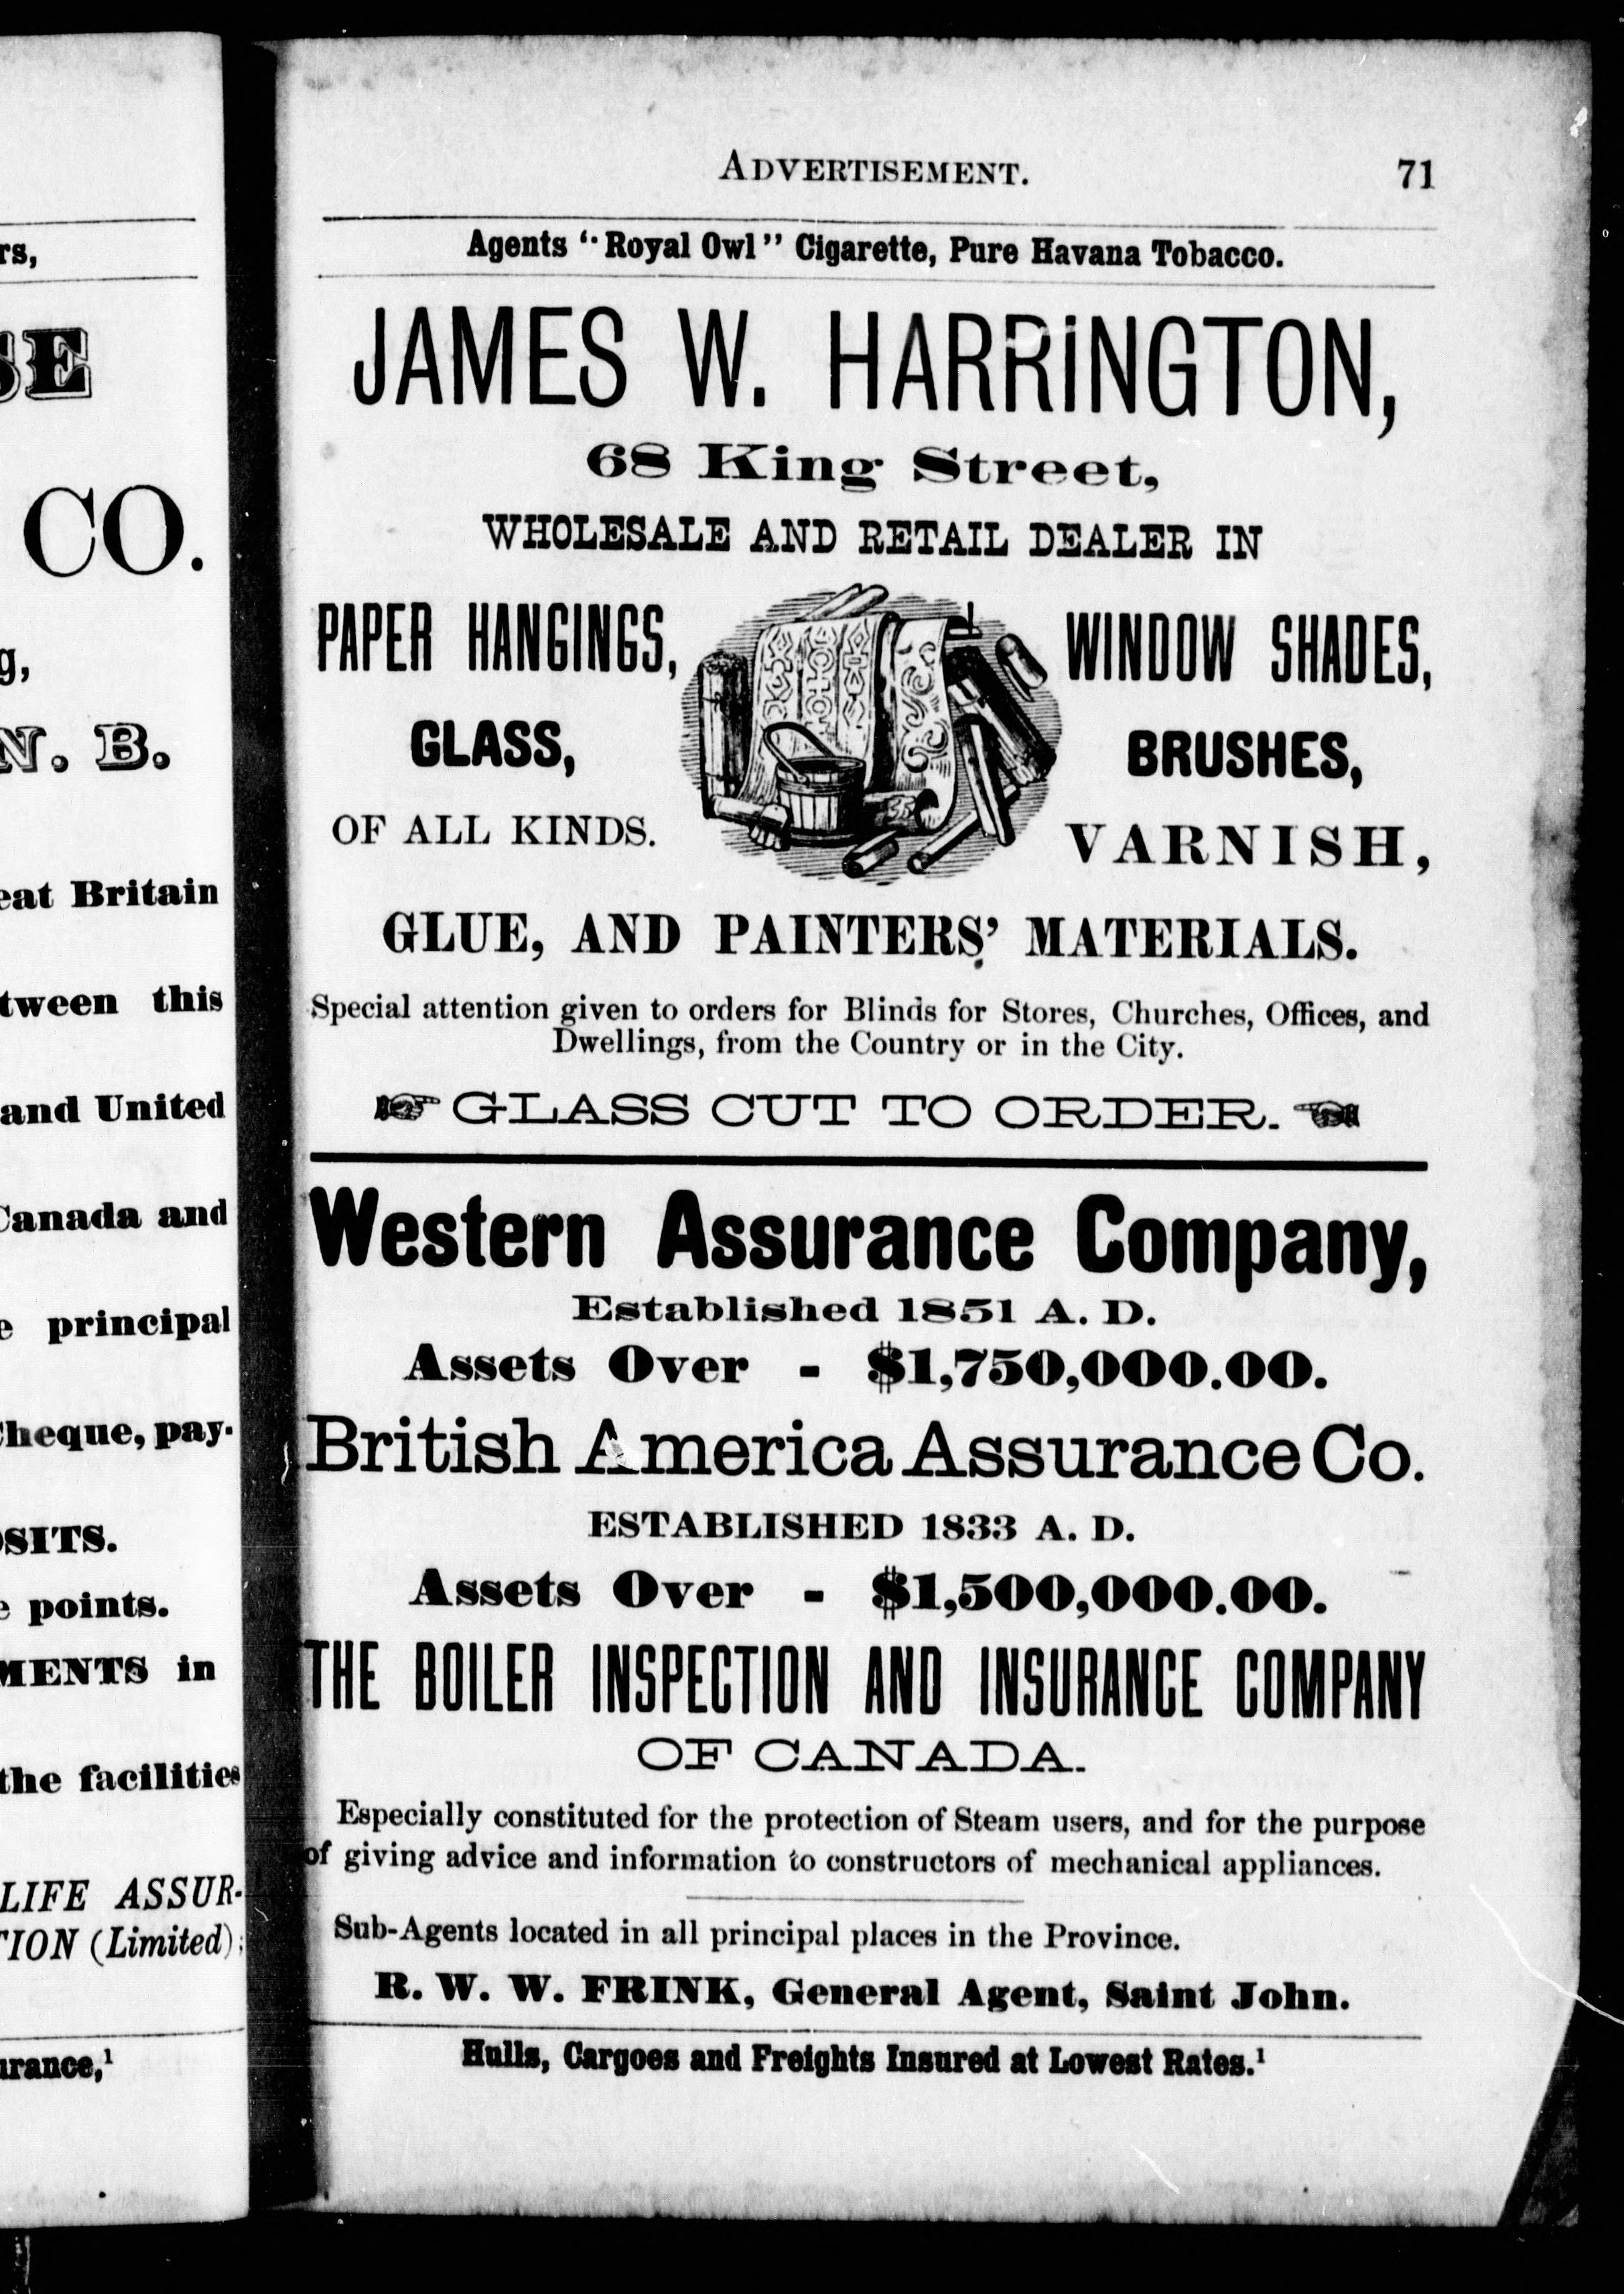 rs,
SE
CO.
g,
N. B.
eat Britain
tween this
and United
Canada and
e principal
Cheque, pay-
OSITS.
e points.
MENTS in
the facilities
LIFE ASSUR-
TION (Limited);
urance,¹
ADVERTISEMENT. 71
Agents "Royal Owl" Cigarette, Pure Havana Tobacco.
JAMES W. HARRINGTON,
68 King Street,
WHOLESALE AND RETAIL DEALER IN
PAPER HANGINGS, WINDOW SHADES,
GLASS, BRUSHES,
OF ALL KINDS. VARNISH,
GLUE, AND PAINTERS' MATERIALS.
Special attention given to orders for Blinds for Stores, Churches, Offices, and
Dwellings, from the Country or in the City.
☞ GLASS CUT TO ORDER. ☜
Western Assurance Company,
Established 1851 A. D.
Assets Over - $1,750,000.00.
British America Assurance Co.
ESTABLISHED 1833 A. D.
Assets Over - $1,500,000.00.
THE BOILER INSPECTION AND INSURANCE COMPANY
OF CANADA.
Especially constituted for the protection of Steam users, and for the purpose
of giving advice and information to constructors of mechanical appliances.
Sub-Agents located in all principal places in the Province.
R. W. W. FRINK, General Agent, Saint John.
Hulls, Cargoes and Freights Insured at Lowest Rates.¹